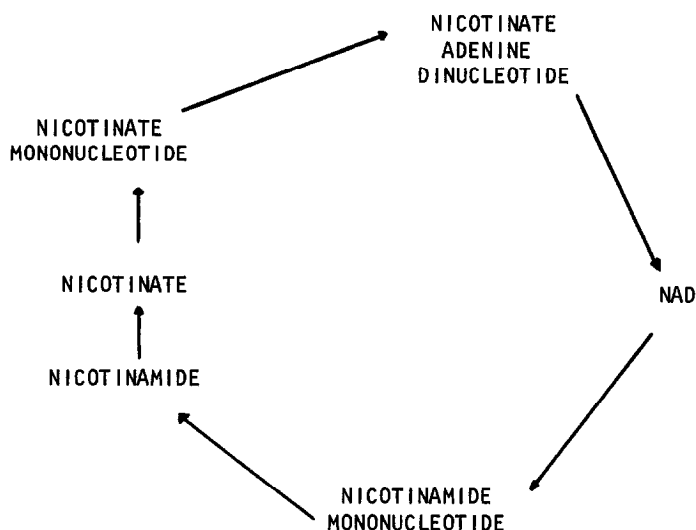 NICOTINATE
ADENINE
DINUCLEOTIDE
NICOTINATE
MONONUCLEOTIDE
NICOTINATE
NAD
NICOTINAMIDE
NICOTINAMIDE
MONONUCLEOTIDE